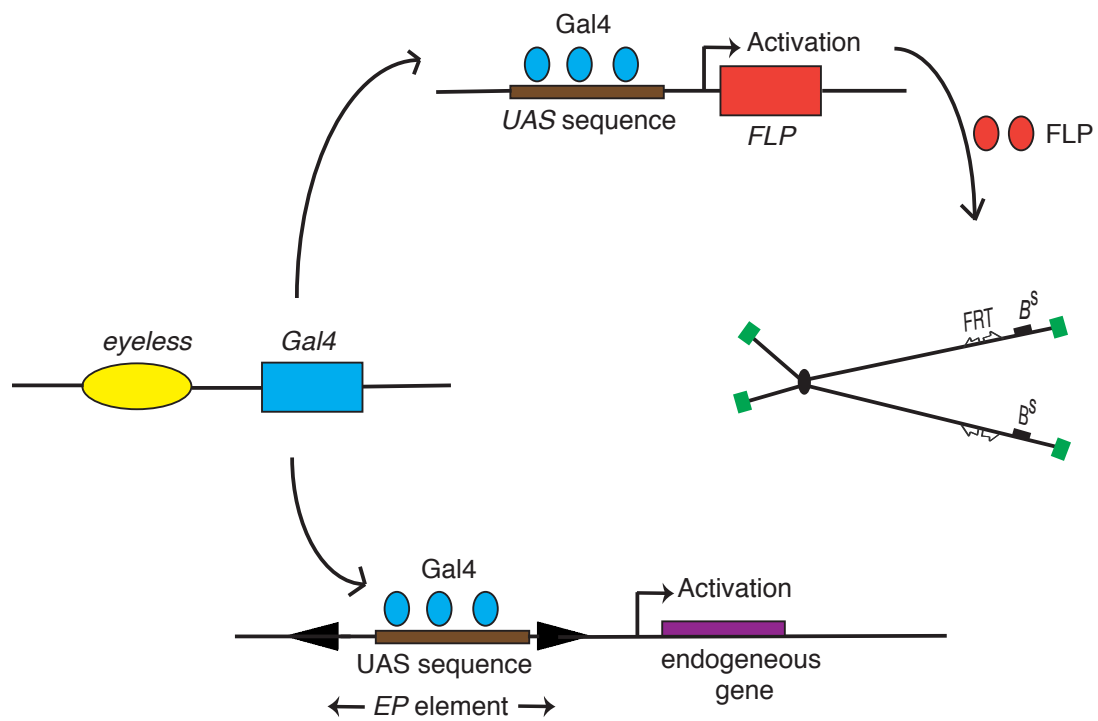 Gal4
Activation
UAS sequence
FLP
FLP
eyeless
Gal4
FRT
B^S
B^S
Gal4
Activation
UAS sequence
endogeneous
gene
EP element